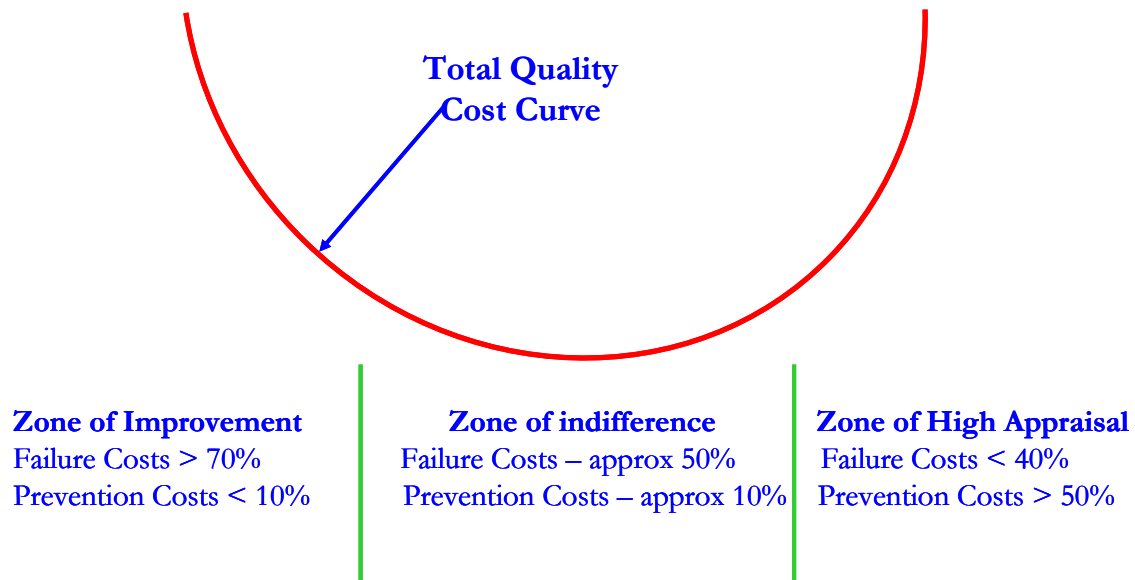 Total Quality
Cost Curve
Zone of Improvement
Failure Costs > 70%
Prevention Costs < 10%
Zone of indifference
Failure Costs – approx 50%
Prevention Costs – approx 10%
Zone of High Appraisal
Failure Costs < 40%
Prevention Costs > 50%